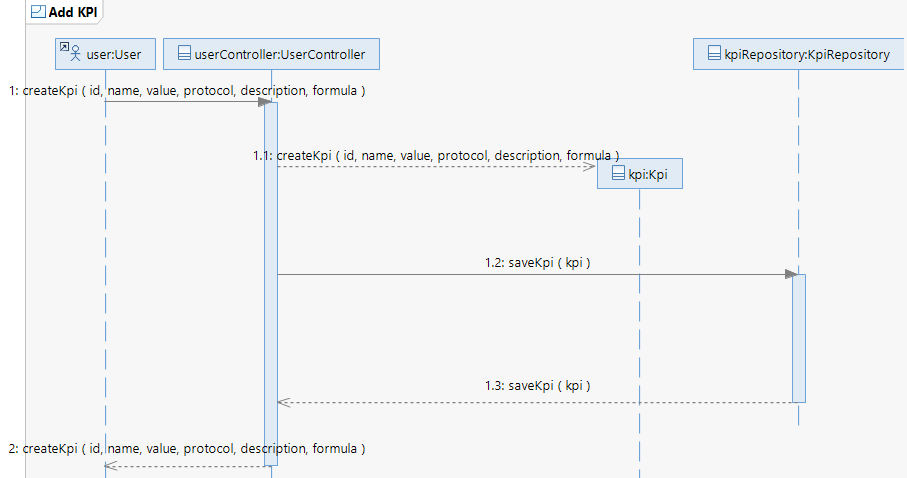 Add KPI
user:User
userController:UserController
kpiRepository:KpiRepository
1: createKpi ( id, name, value, protocol, description, formula )
1.1: createKpi ( id, name, value, protocol, description, formula )
kpi:Kpi
1.2: saveKpi ( kpi )
1.3: saveKpi ( kpi )
2: createKpi ( id, name, value, protocol, description, formula )